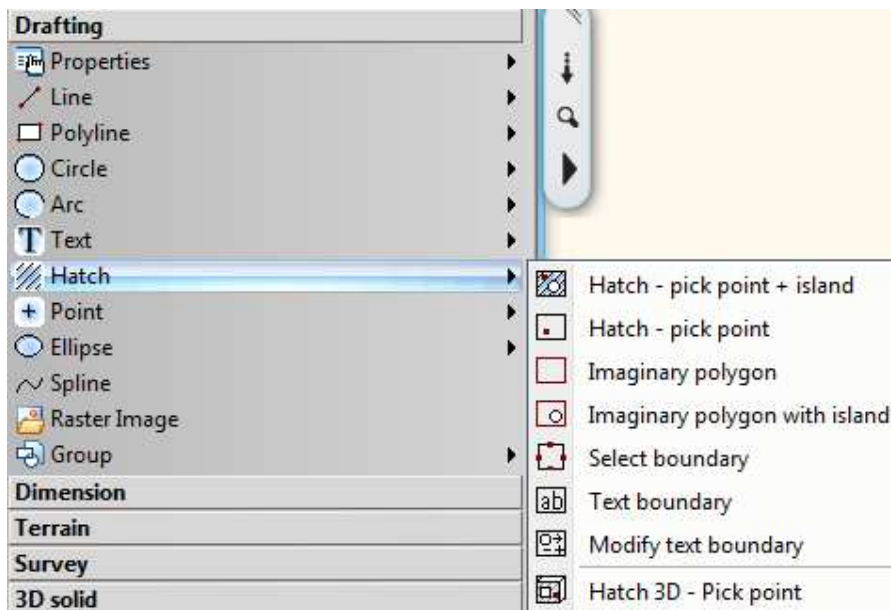 Drafting
Properties
Line
Polyline
Circle
Arc
T Text
Hatch
Point
Ellipse
Spline
Raster Image
Group
Dimension
Terrain
Survey
3D solid
Hatch - pick point + island
Hatch - pick point
Imaginary polygon
Imaginary polygon with island
Select boundary
ab Text boundary
Modify text boundary
Hatch 3D - Pick point